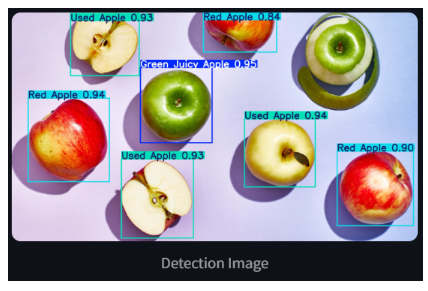 Used Apple 0.93
Red Apple 0.84
Green Juicy Apple 0.95
Red Apple 0.94
Used Apple 0.94
Used Apple 0.93
Red Apple 0.90
Detection Image